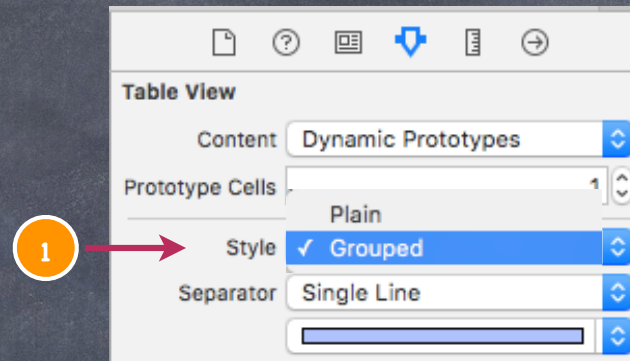 Table View
Content Dynamic Prototypes
Prototype Cells 1
Plain
1 Style ✓ Grouped
Separator Single Line